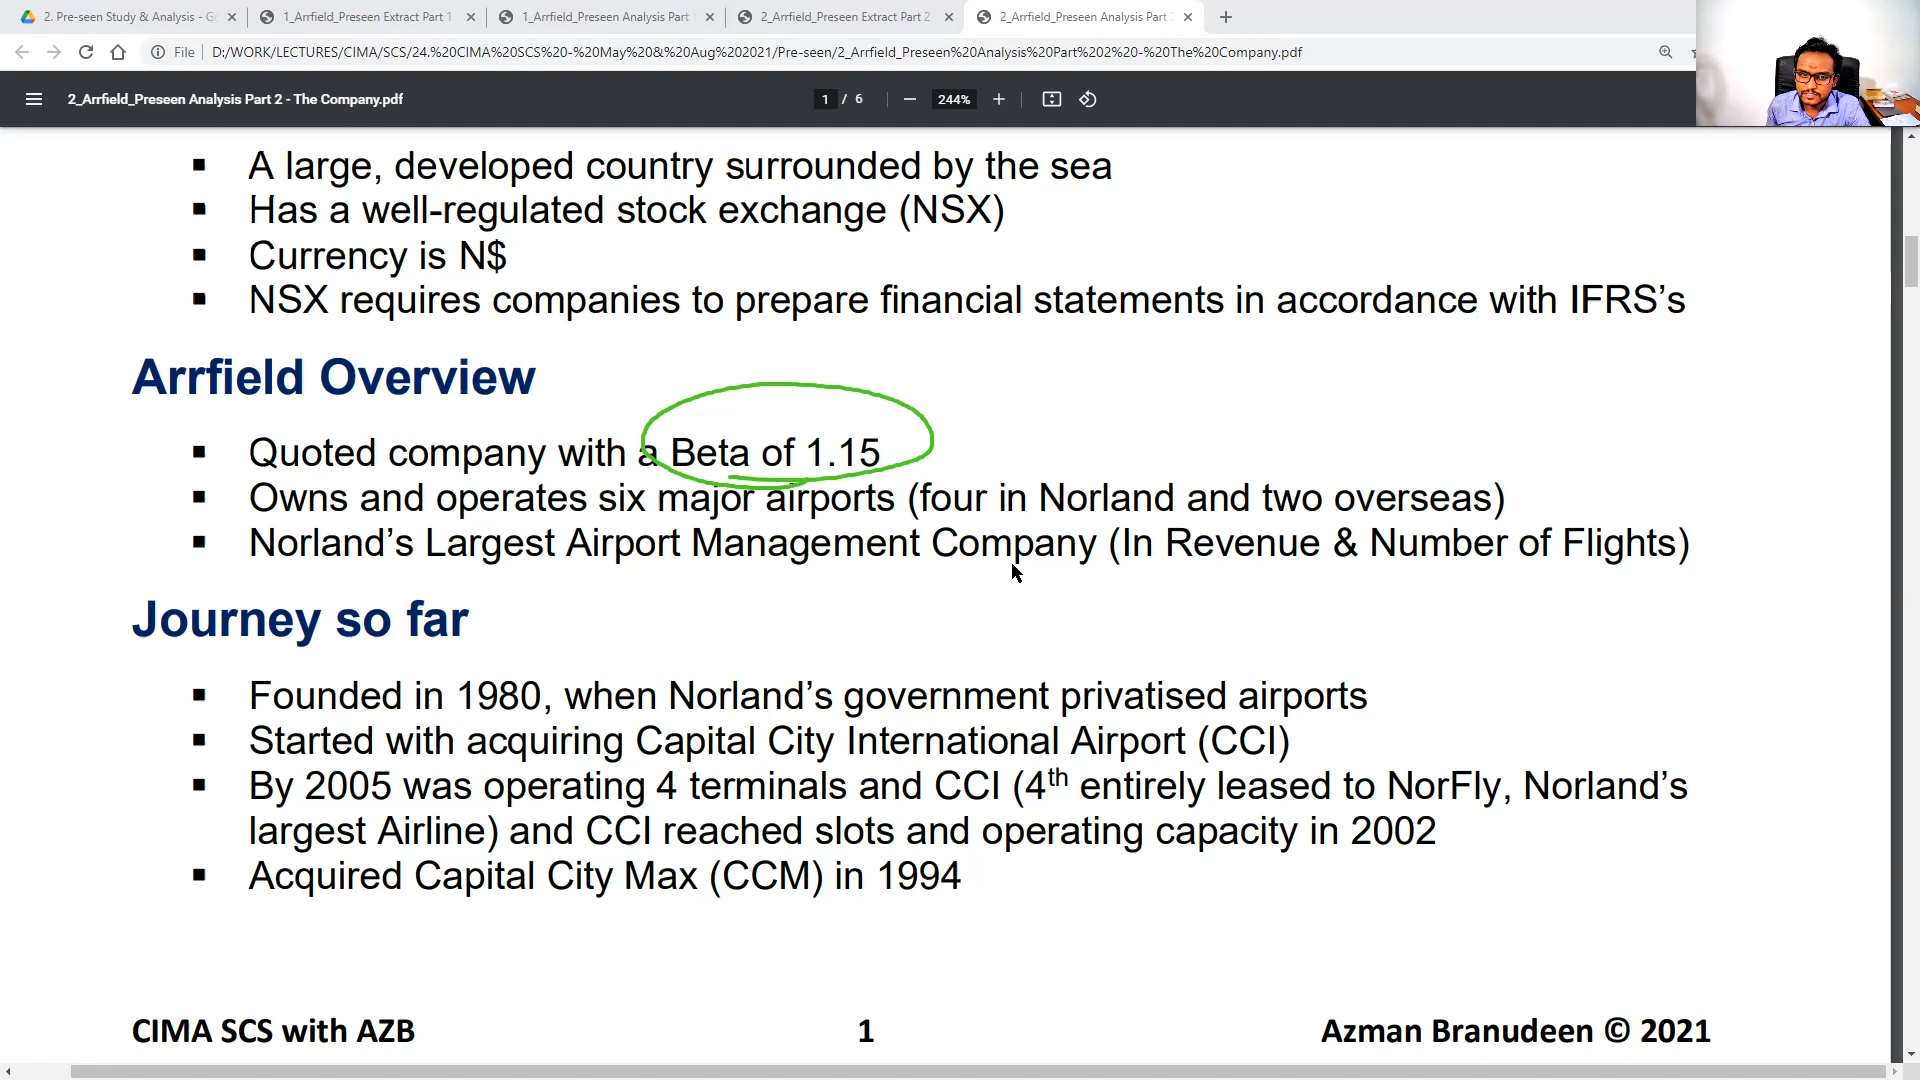 2. Pre-seen Study & Analysis - G
1_Arrfield_Preseen Extract Part 1
1_Arrfield_Preseen Analysis Part
2_Arrfield_Preseen Extract Part 2
2_Arrfield_Preseen Analysis Part 2
File | D:/WORK/LECTURES/CIMA/SCS/24.%20CIMA%20SCS%20-%20May%20&%20Aug%202021/Pre-seen/2_Arrfield_Preseen%20Analysis%20Part%202%20-%20The%20Company.pdf
2_Arrfield_Preseen Analysis Part 2 - The Company.pdf
1 / 6
244%
▪ A large, developed country surrounded by the sea
▪ Has a well-regulated stock exchange (NSX)
▪ Currency is N$
▪ NSX requires companies to prepare financial statements in accordance with IFRS’s
Arrfield Overview
▪ Quoted company with a Beta of 1.15
▪ Owns and operates six major airports (four in Norland and two overseas)
▪ Norland’s Largest Airport Management Company (In Revenue & Number of Flights)
Journey so far
▪ Founded in 1980, when Norland’s government privatised airports
▪ Started with acquiring Capital City International Airport (CCI)
▪ By 2005 was operating 4 terminals and CCI (4th entirely leased to NorFly, Norland’s
largest Airline) and CCI reached slots and operating capacity in 2002
▪ Acquired Capital City Max (CCM) in 1994
CIMA SCS with AZB
1
Azman Branudeen © 2021